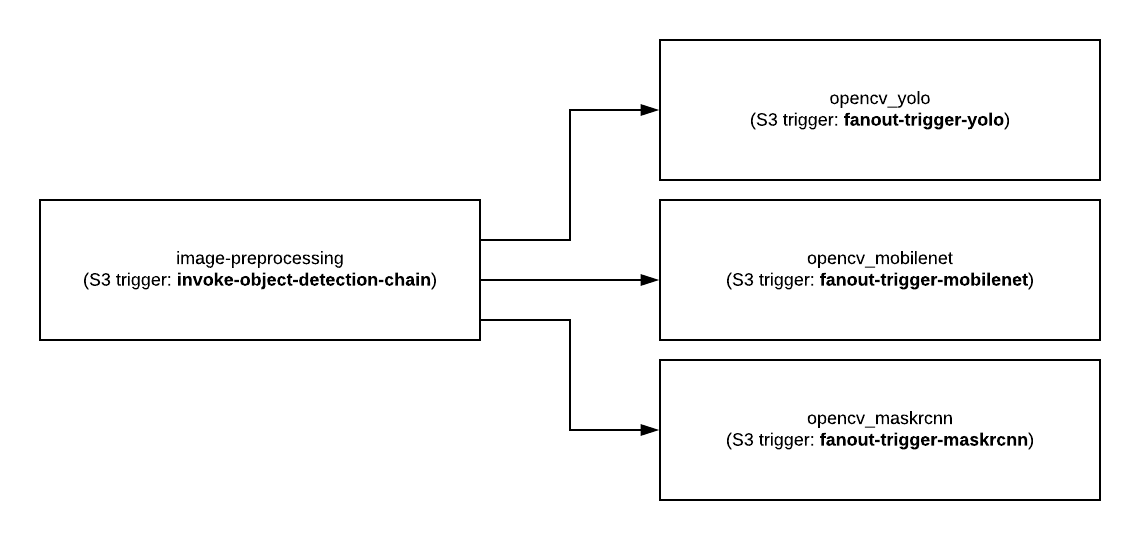 opencv_yolo
(S3 trigger: fanout-trigger-yolo)
image-preprocessing
(S3 trigger: invoke-object-detection-chain)
opencv_mobilenet
(S3 trigger: fanout-trigger-mobilenet)
opencv_maskrcnn
(S3 trigger: fanout-trigger-maskrcnn)